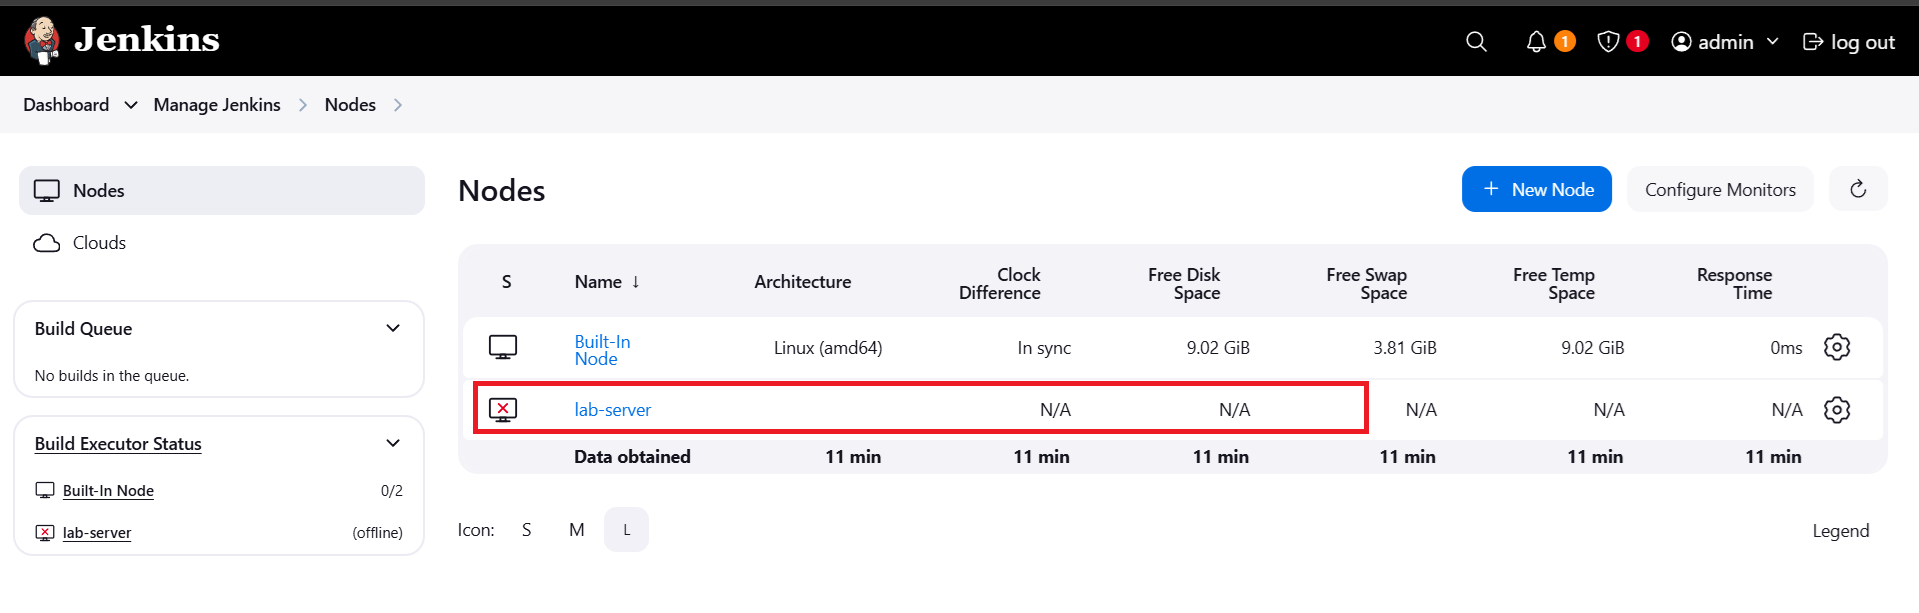 Jenkins
1
1
admin
log out
Dashboard
Manage Jenkins
Nodes
Nodes
Clouds
Build Queue
No builds in the queue.
Build Executor Status
Built-In Node 0/2
lab-server (offline)
Nodes
+ New Node
Configure Monitors
S Name ↓ Architecture Clock Difference Free Disk Space Free Swap Space Free Temp Space Response Time
Built-In Node Linux (amd64) In sync 9.02 GiB 3.81 GiB 9.02 GiB 0ms
lab-server N/A N/A N/A N/A N/A
Data obtained 11 min 11 min 11 min 11 min 11 min 11 min
Icon: S M L
Legend